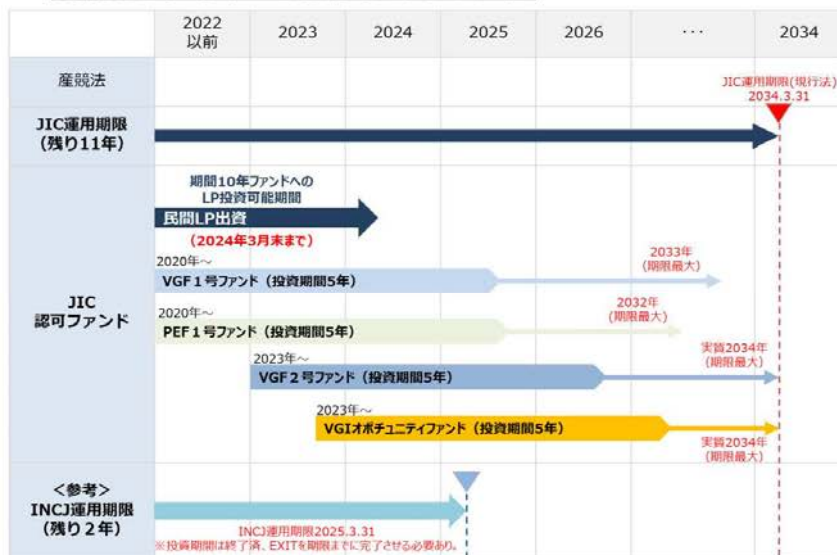 2022
以前
2023
2024
2025
2026
···
2034
産競法
JIC運用期限(現行法)
2034.3.31
JIC運用期限
(残り11年)
期間10年ファンドへの
LP投資可能期間
民間LP出資
(2024年3月末まで)
JIC
認可ファンド
2020年～
VGF1号ファンド（投資期間5年）
2033年
(期限最大)
2020年～
PEF1号ファンド（投資期間5年）
2032年
(期限最大)
2023年～
VGF2号ファンド（投資期間5年）
実質2034年
(期限最大)
2023年～
VGIオポチュニティファンド（投資期間5年）
実質2034年
(期限最大)
＜参考＞
INCJ運用期限
(残り2年)
INCJ運用期限2025.3.31
※投資期間は終了済、EXITを期限までに完了させる必要あり。